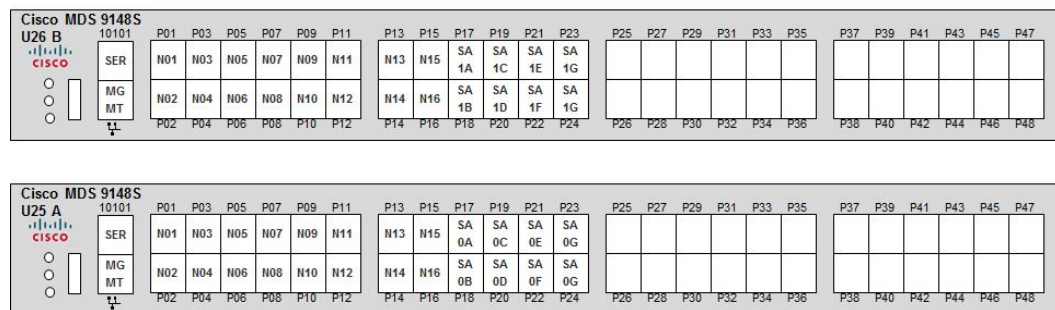 Cisco MDS 9148S
U26 B 10101 P01 P03 P05 P07 P09 P11 P13 P15 P17 P19 P21 P23 P25 P27 P29 P31 P33 P35 P37 P39 P41 P43 P45 P47
CISCO SER N01 N03 N05 N07 N09 N11 N13 N15 SA 1A SA 1C SA 1E SA 1G
MG MT N02 N04 N06 N08 N10 N12 N14 N16 SA 1B SA 1D SA 1F SA 1G
P02 P04 P06 P08 P10 P12 P14 P16 P18 P20 P22 P24 P26 P28 P30 P32 P34 P36 P38 P40 P42 P44 P46 P48
Cisco MDS 9148S
U25 A 10101 P01 P03 P05 P07 P09 P11 P13 P15 P17 P19 P21 P23 P25 P27 P29 P31 P33 P35 P37 P39 P41 P43 P45 P47
CISCO SER N01 N03 N05 N07 N09 N11 N13 N15 SA 0A SA 0C SA 0E SA 0G
MG MT N02 N04 N06 N08 N10 N12 N14 N16 SA 0B SA 0D SA 0F SA 0G
P02 P04 P06 P08 P10 P12 P14 P16 P18 P20 P22 P24 P26 P28 P30 P32 P34 P36 P38 P40 P42 P44 P46 P48